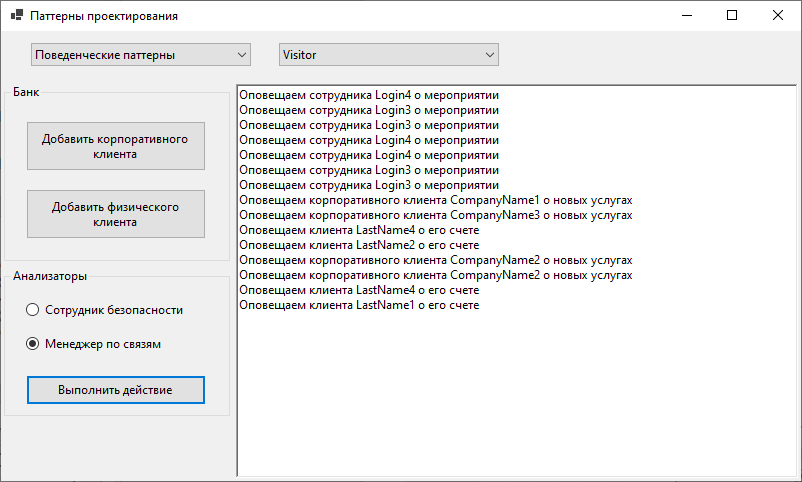 Паттерны проектирования
Поведенческие паттерны
Visitor
Банк
Добавить корпоративного
клиента
Добавить физического
клиента
Анализаторы
Сотрудник безопасности
Менеджер по связям
Выполнить действие
Оповещаем сотрудника Login4 о мероприятии
Оповещаем сотрудника Login3 о мероприятии
Оповещаем сотрудника Login3 о мероприятии
Оповещаем сотрудника Login4 о мероприятии
Оповещаем сотрудника Login4 о мероприятии
Оповещаем сотрудника Login3 о мероприятии
Оповещаем сотрудника Login3 о мероприятии
Оповещаем корпоративного клиента CompanyName1 о новых услугах
Оповещаем корпоративного клиента CompanyName3 о новых услугах
Оповещаем клиента LastName4 о его счете
Оповещаем клиента LastName2 о его счете
Оповещаем корпоративного клиента CompanyName2 о новых услугах
Оповещаем корпоративного клиента CompanyName2 о новых услугах
Оповещаем клиента LastName4 о его счете
Оповещаем клиента LastName1 о его счете